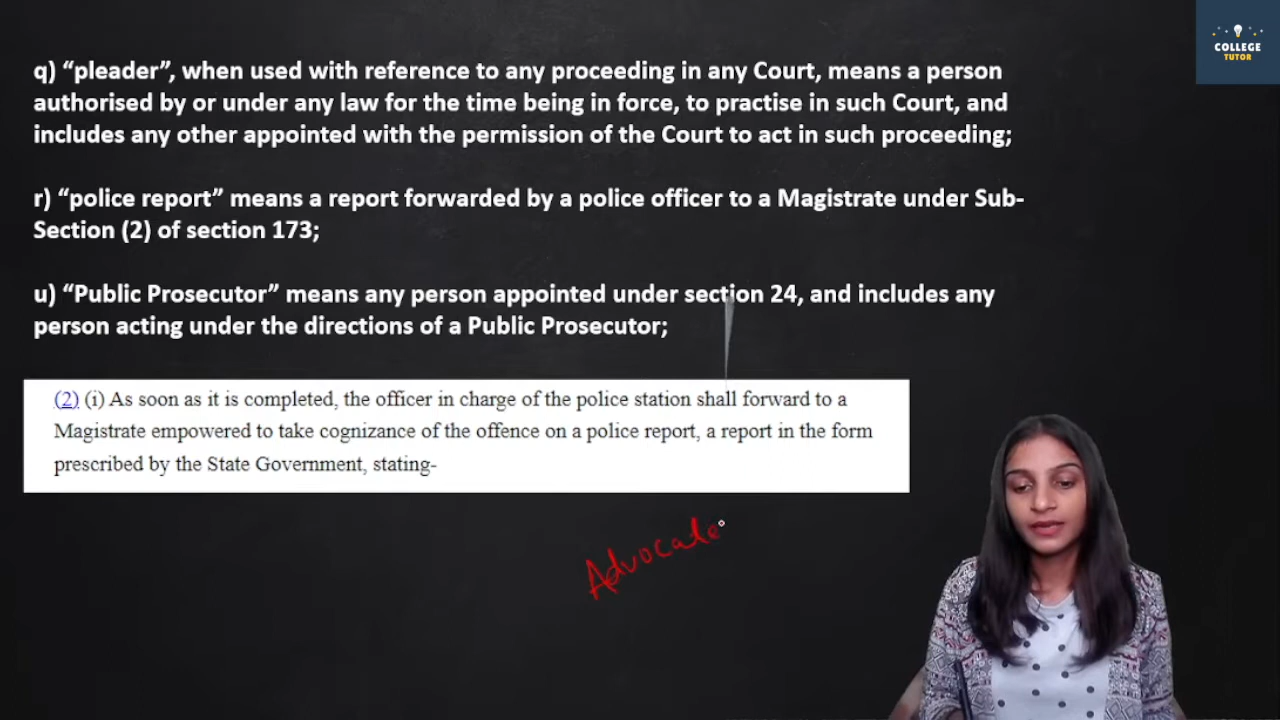 COLLEGE
TUTOR
q) “pleader”, when used with reference to any proceeding in any Court, means a person
authorised by or under any law for the time being in force, to practise in such Court, and
includes any other appointed with the permission of the Court to act in such proceeding;
r) “police report” means a report forwarded by a police officer to a Magistrate under Sub-
Section (2) of section 173;
u) “Public Prosecutor” means any person appointed under section 24, and includes any
person acting under the directions of a Public Prosecutor;
(2) (i) As soon as it is completed, the officer in charge of the police station shall forward to a
Magistrate empowered to take cognizance of the offence on a police report, a report in the form
prescribed by the State Government, stating-
Advocate